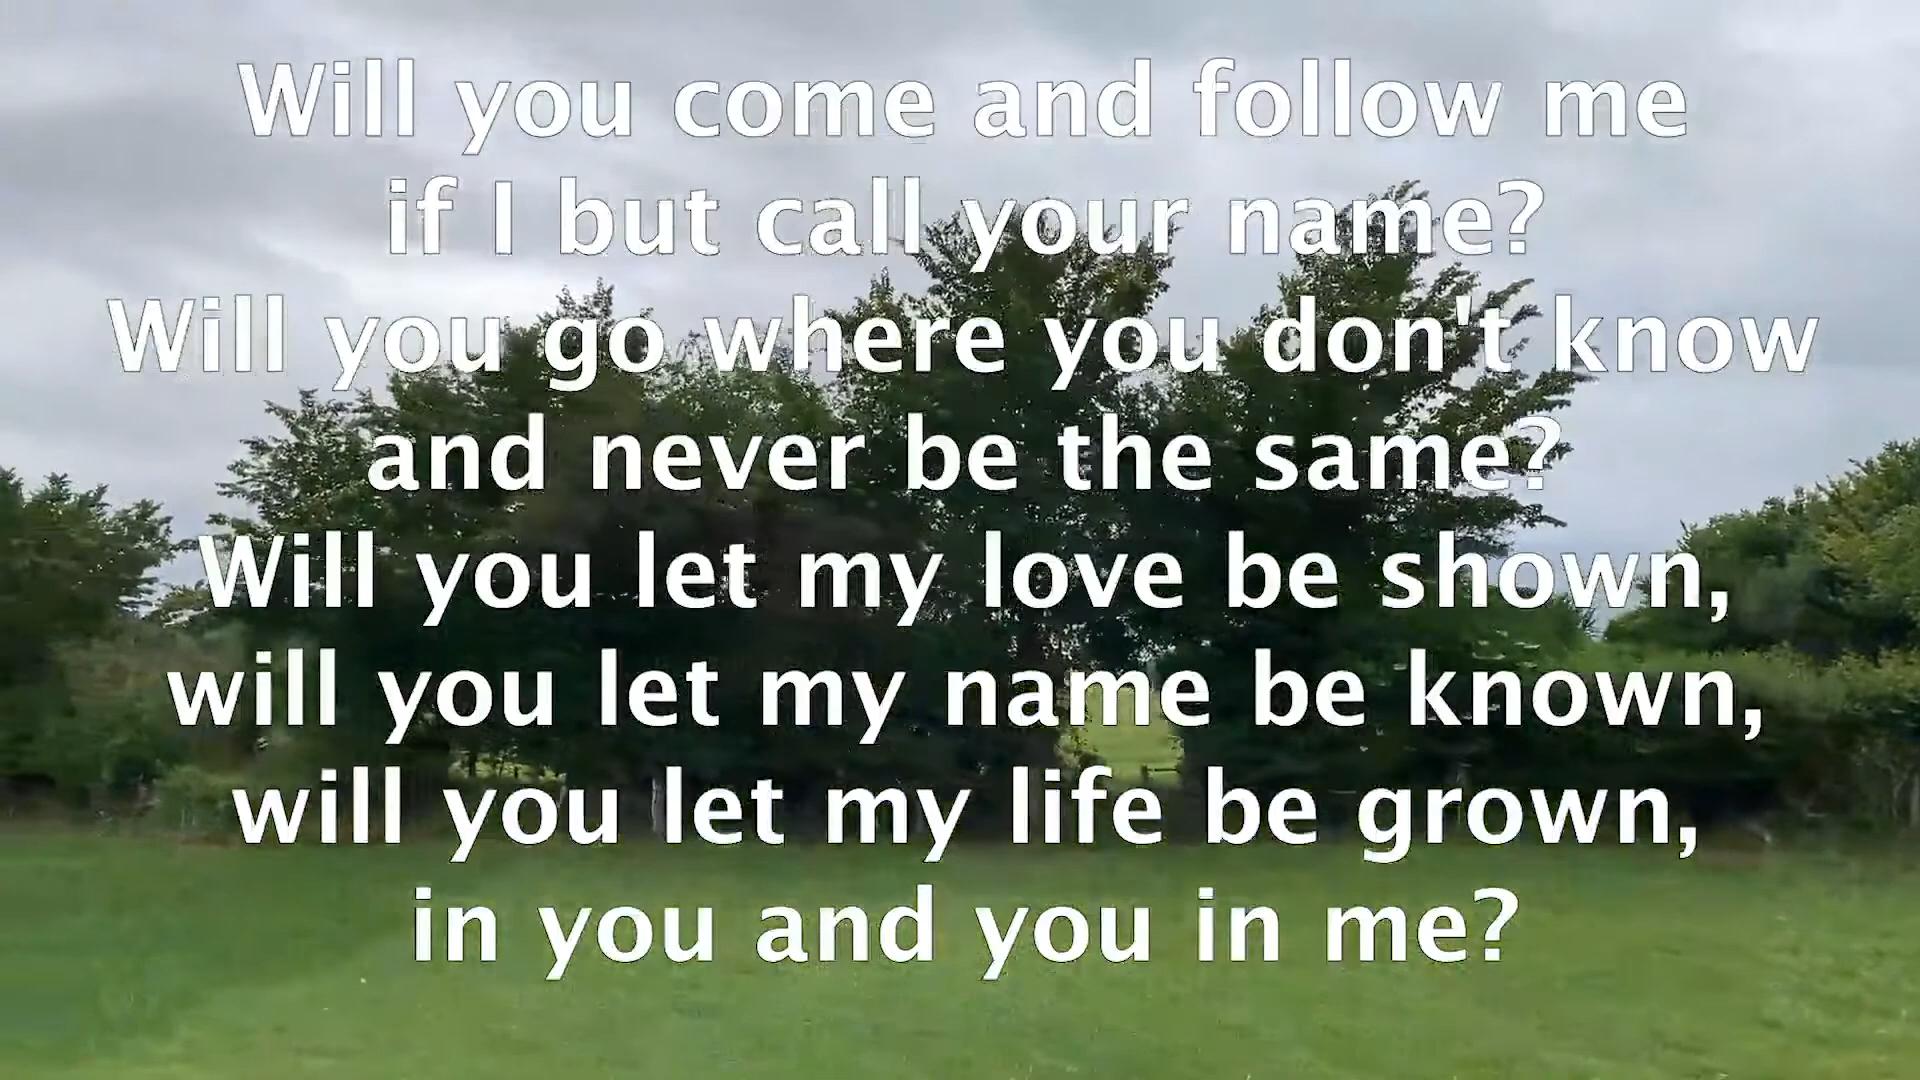 Will you come and follow me
if I but call your name?
Will you go where you don't know
and never be the same?
Will you let my love be shown,
will you let my name be known,
will you let my life be grown,
in you and you in me?